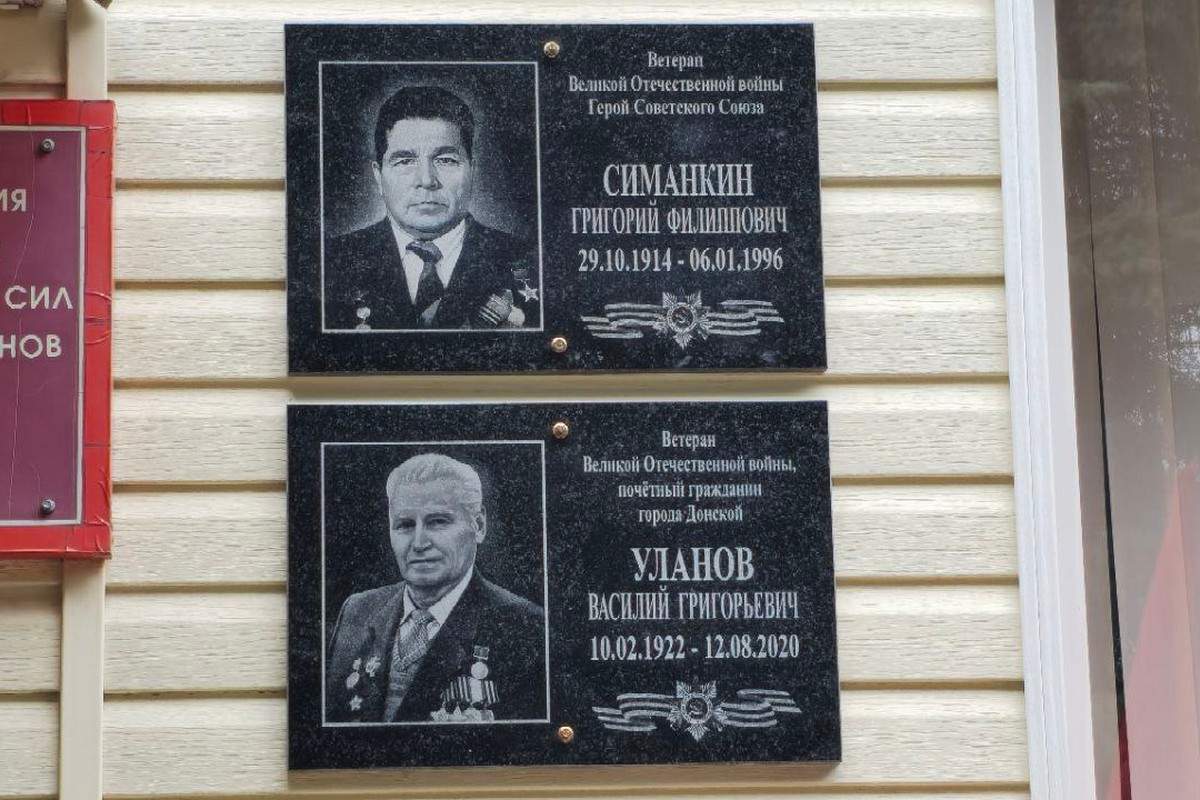 СИЛ
Ветеран
Великой Отечественной войны
Герой Советского Союза
СИМАНКИН
ГРИГОРИЙ ФИЛИППОВИЧ
29.10.1914 - 06.01.1996
Ветеран
Великой Отечественной войны,
почётный гражданин
города Донской
УЛАНОВ
ВАСИЛИЙ ГРИГОРЬЕВИЧ
10.02.1922 - 12.08.2020